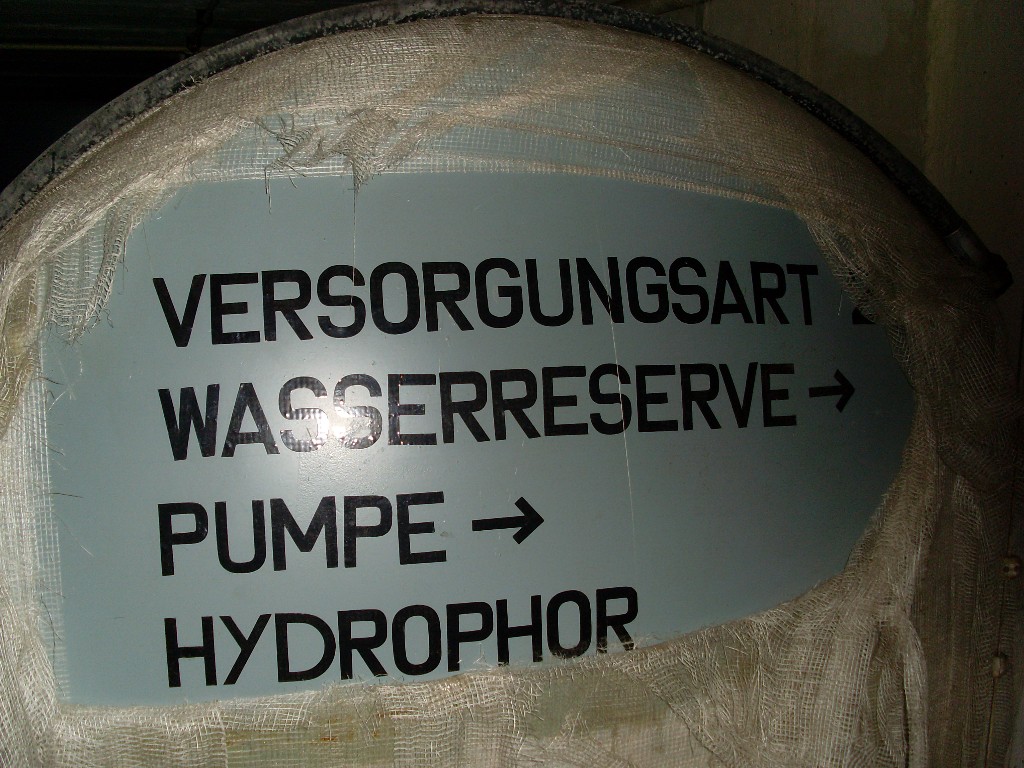 VERSORGUNGSART
WASSERRESERVE →
PUMPE →
HYDROPHOR